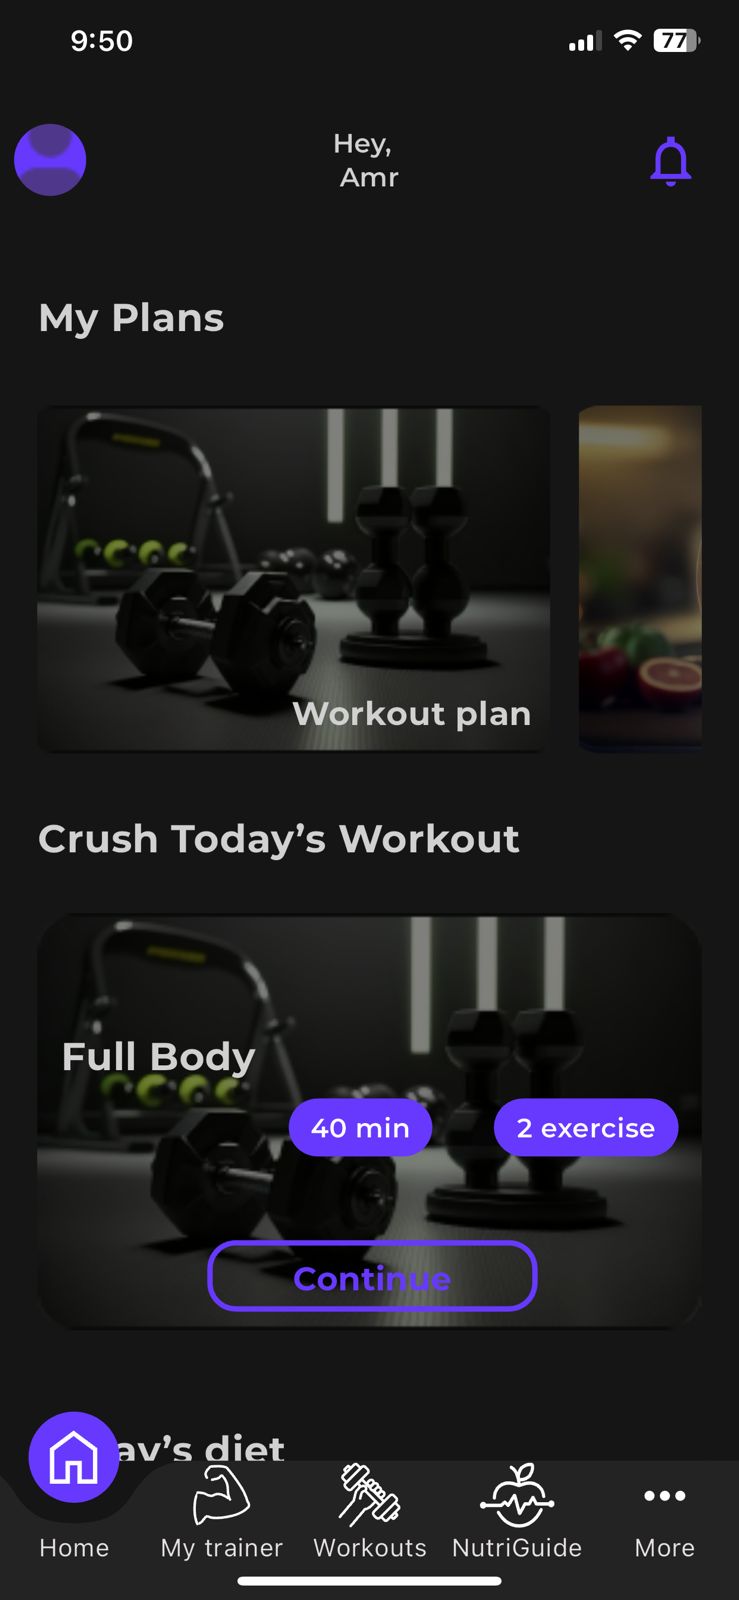 9:50
77
Hey,
Amr
My Plans
Workout plan
Crush Today’s Workout
Full Body
40 min
2 exercise
Continue
ay’s diet
Home
My trainer
Workouts
NutriGuide
More